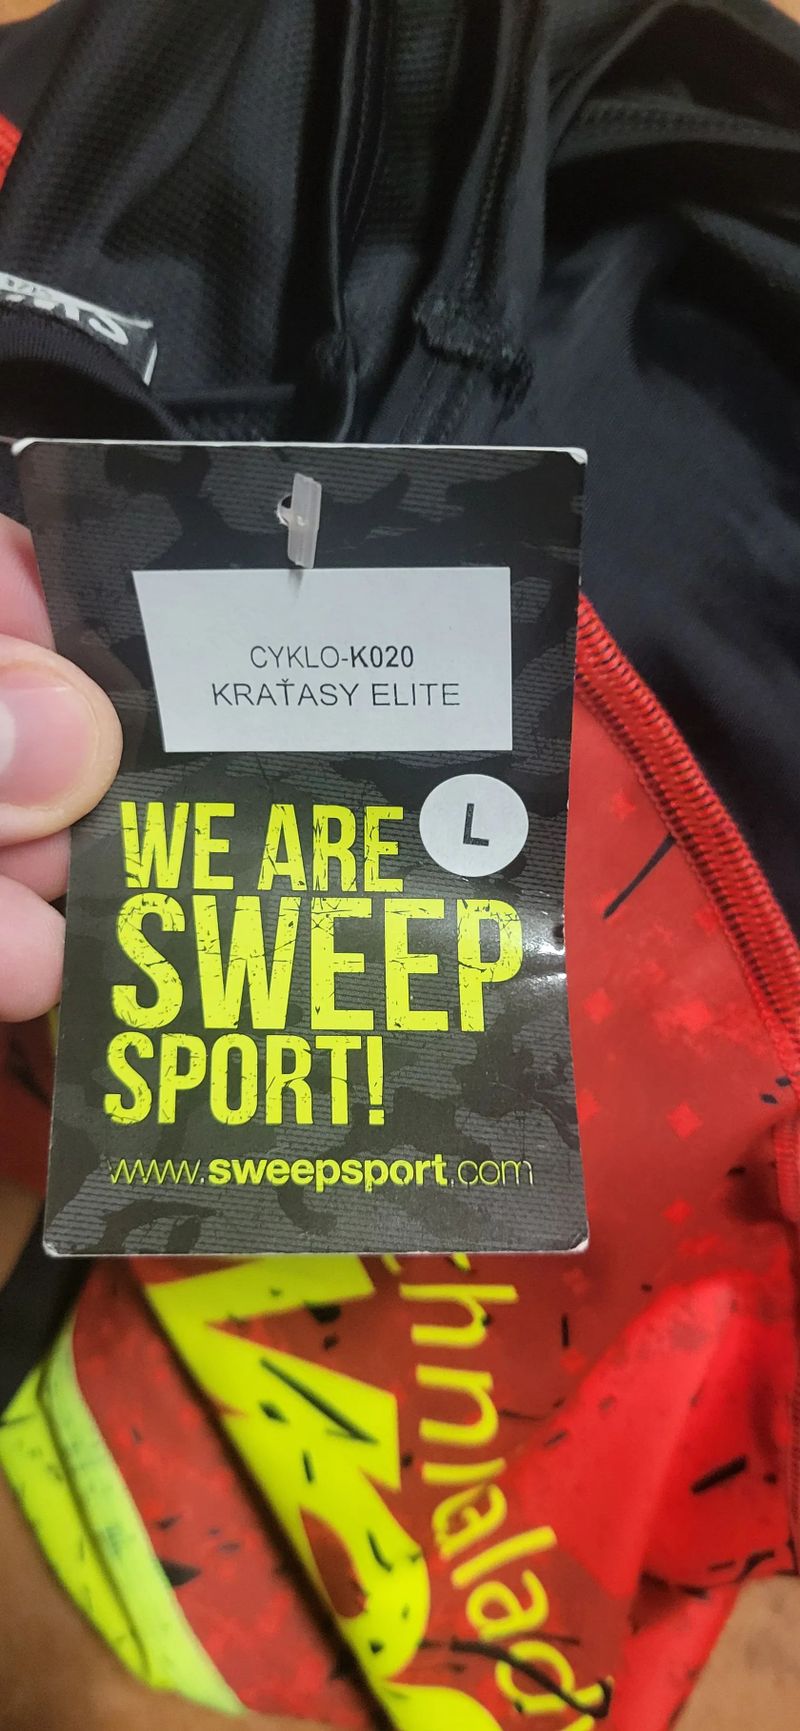 CYKLO-K020
KRAŤASY ELITE
L
WE ARE
SWEEP
SPORT!
www.sweepsport.com